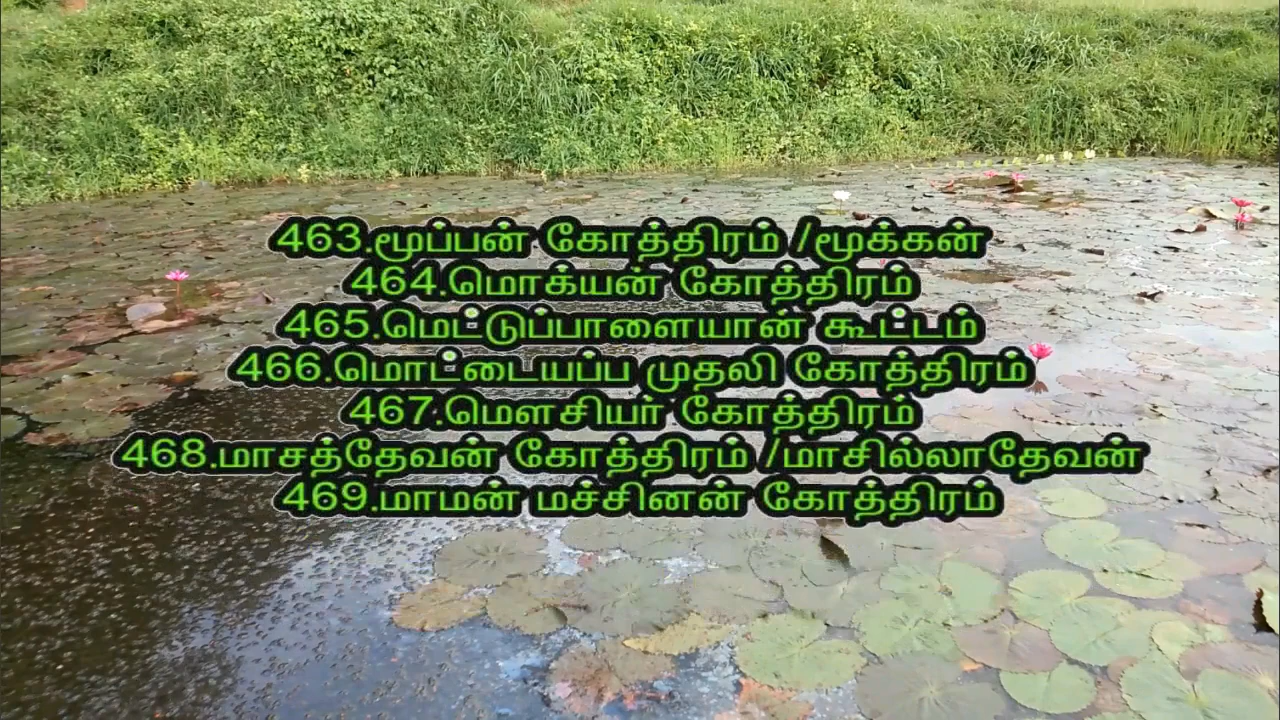 463.மூப்பன் கோத்திரம் /மூக்கன்
464.மொக்யன் கோத்திரம்
465.மெட்டுப்பாளையான் கூட்டம்
466.மொட்டையப்ப முதலி கோத்திரம்
467.மௌசியர் கோத்திரம்
468.மாசத்தேவன் கோத்திரம் /மாசில்லாதேவன்
469.மாமன் மச்சினன் கோத்திரம்